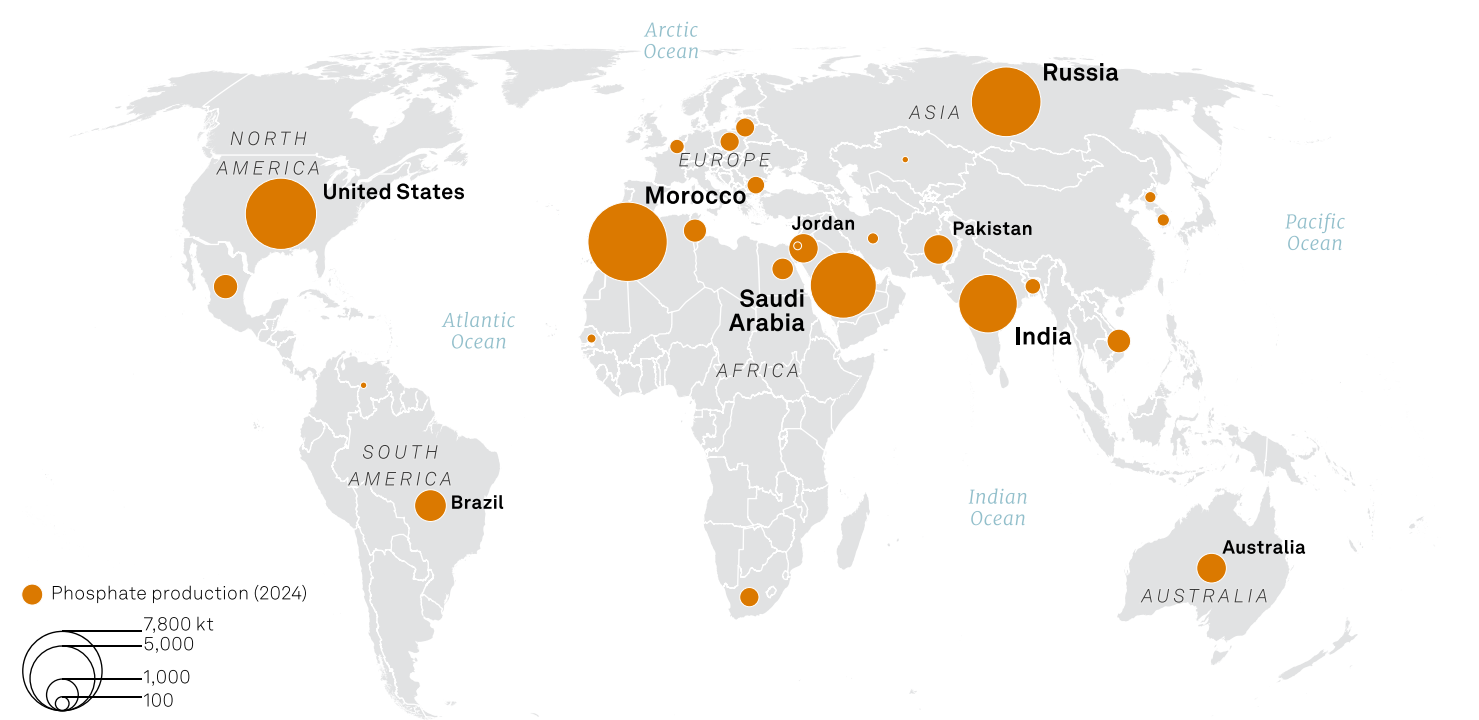 Arctic
Ocean
Russia
ASIA
NORTH
AMERICA
EUROPE
United States
Morocco
Jordan
Pakistan
Pacific
Ocean
Saudi
Arabia
India
Atlantic
Ocean
AFRICA
SOUTH
AMERICA
Brazil
Indian
Ocean
Australia
AUSTRALIA
Phosphate production (2024)
7,800 kt
5,000
1,000
100